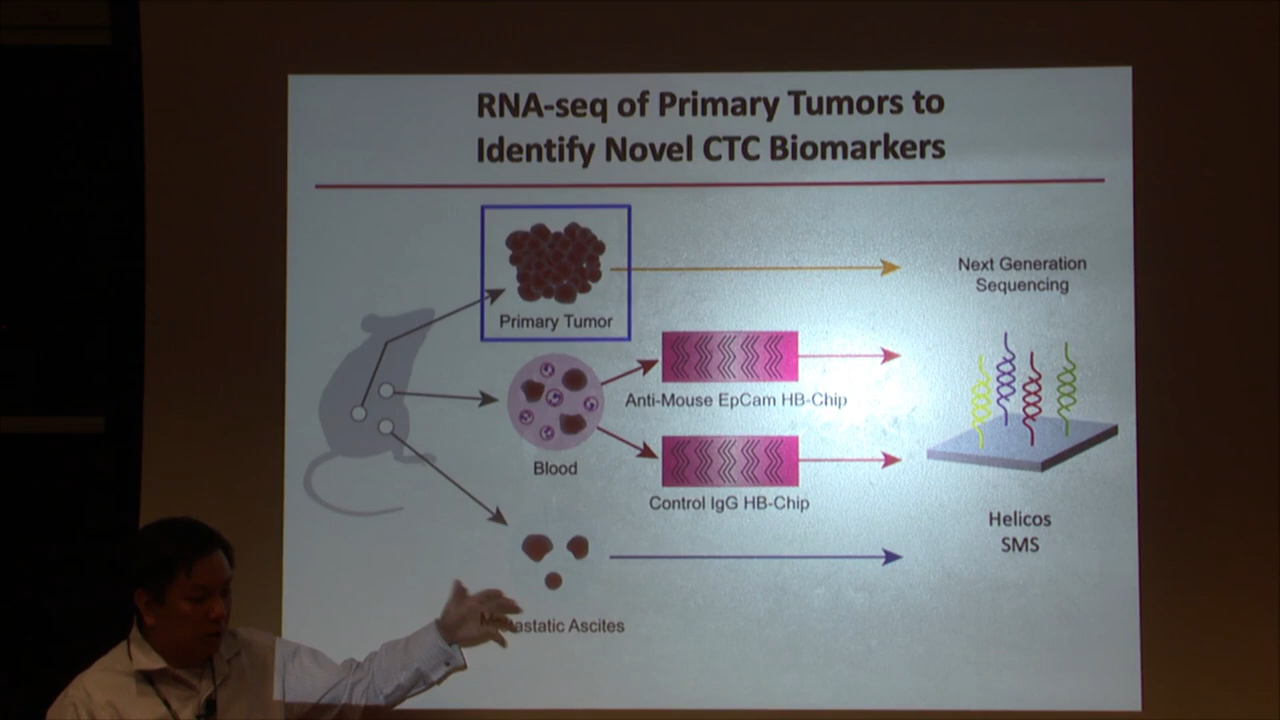 RNA-seq of Primary Tumors to
Identify Novel CTC Biomarkers
Primary Tumor
Next Generation
Sequencing
Anti-Mouse EpCam HB-Chip
Blood
Control IgG HB-Chip
Helicos
SMS
Ascites